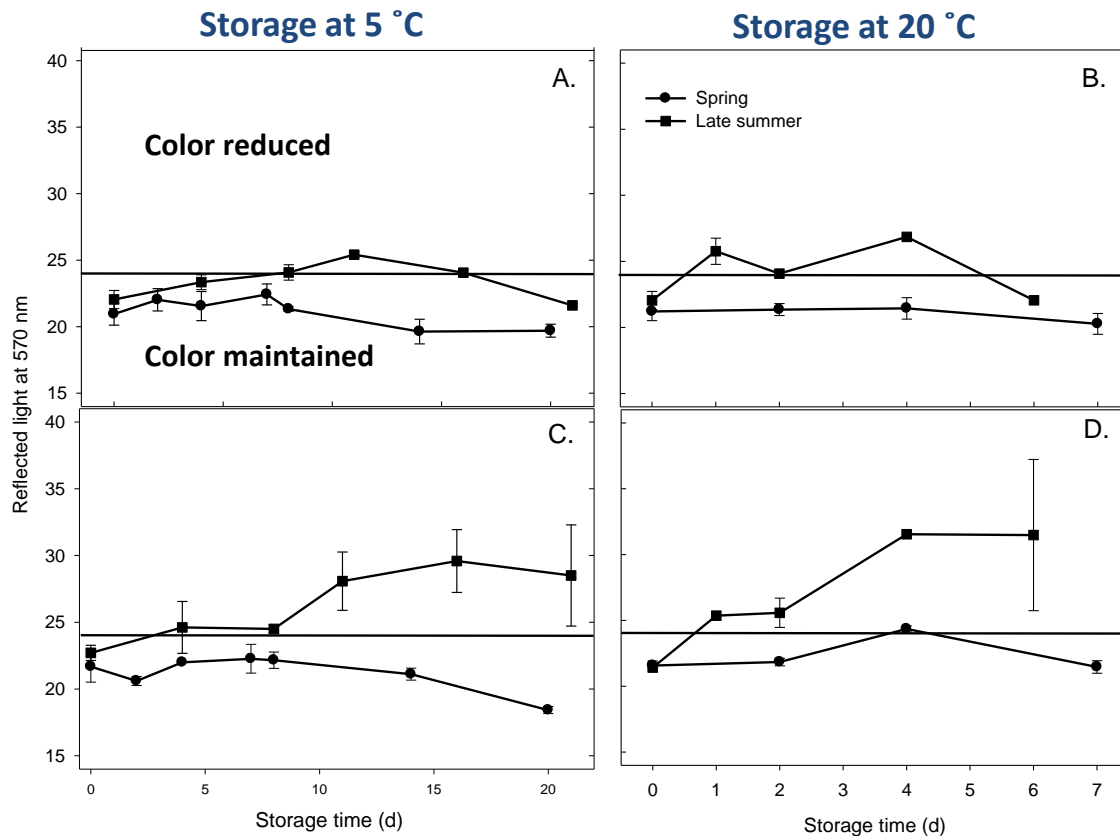 Storage at 5 ˚C
Storage at 20 ˚C
A.
B.
40
35
30
25
20
15
Color reduced
Color maintained
Spring
Late summer
Reflected light at 570 nm
C.
D.
40
35
30
25
20
15
0 5 10 15 20
0 1 2 3 4 5 6 7
Storage time (d)
Storage time (d)